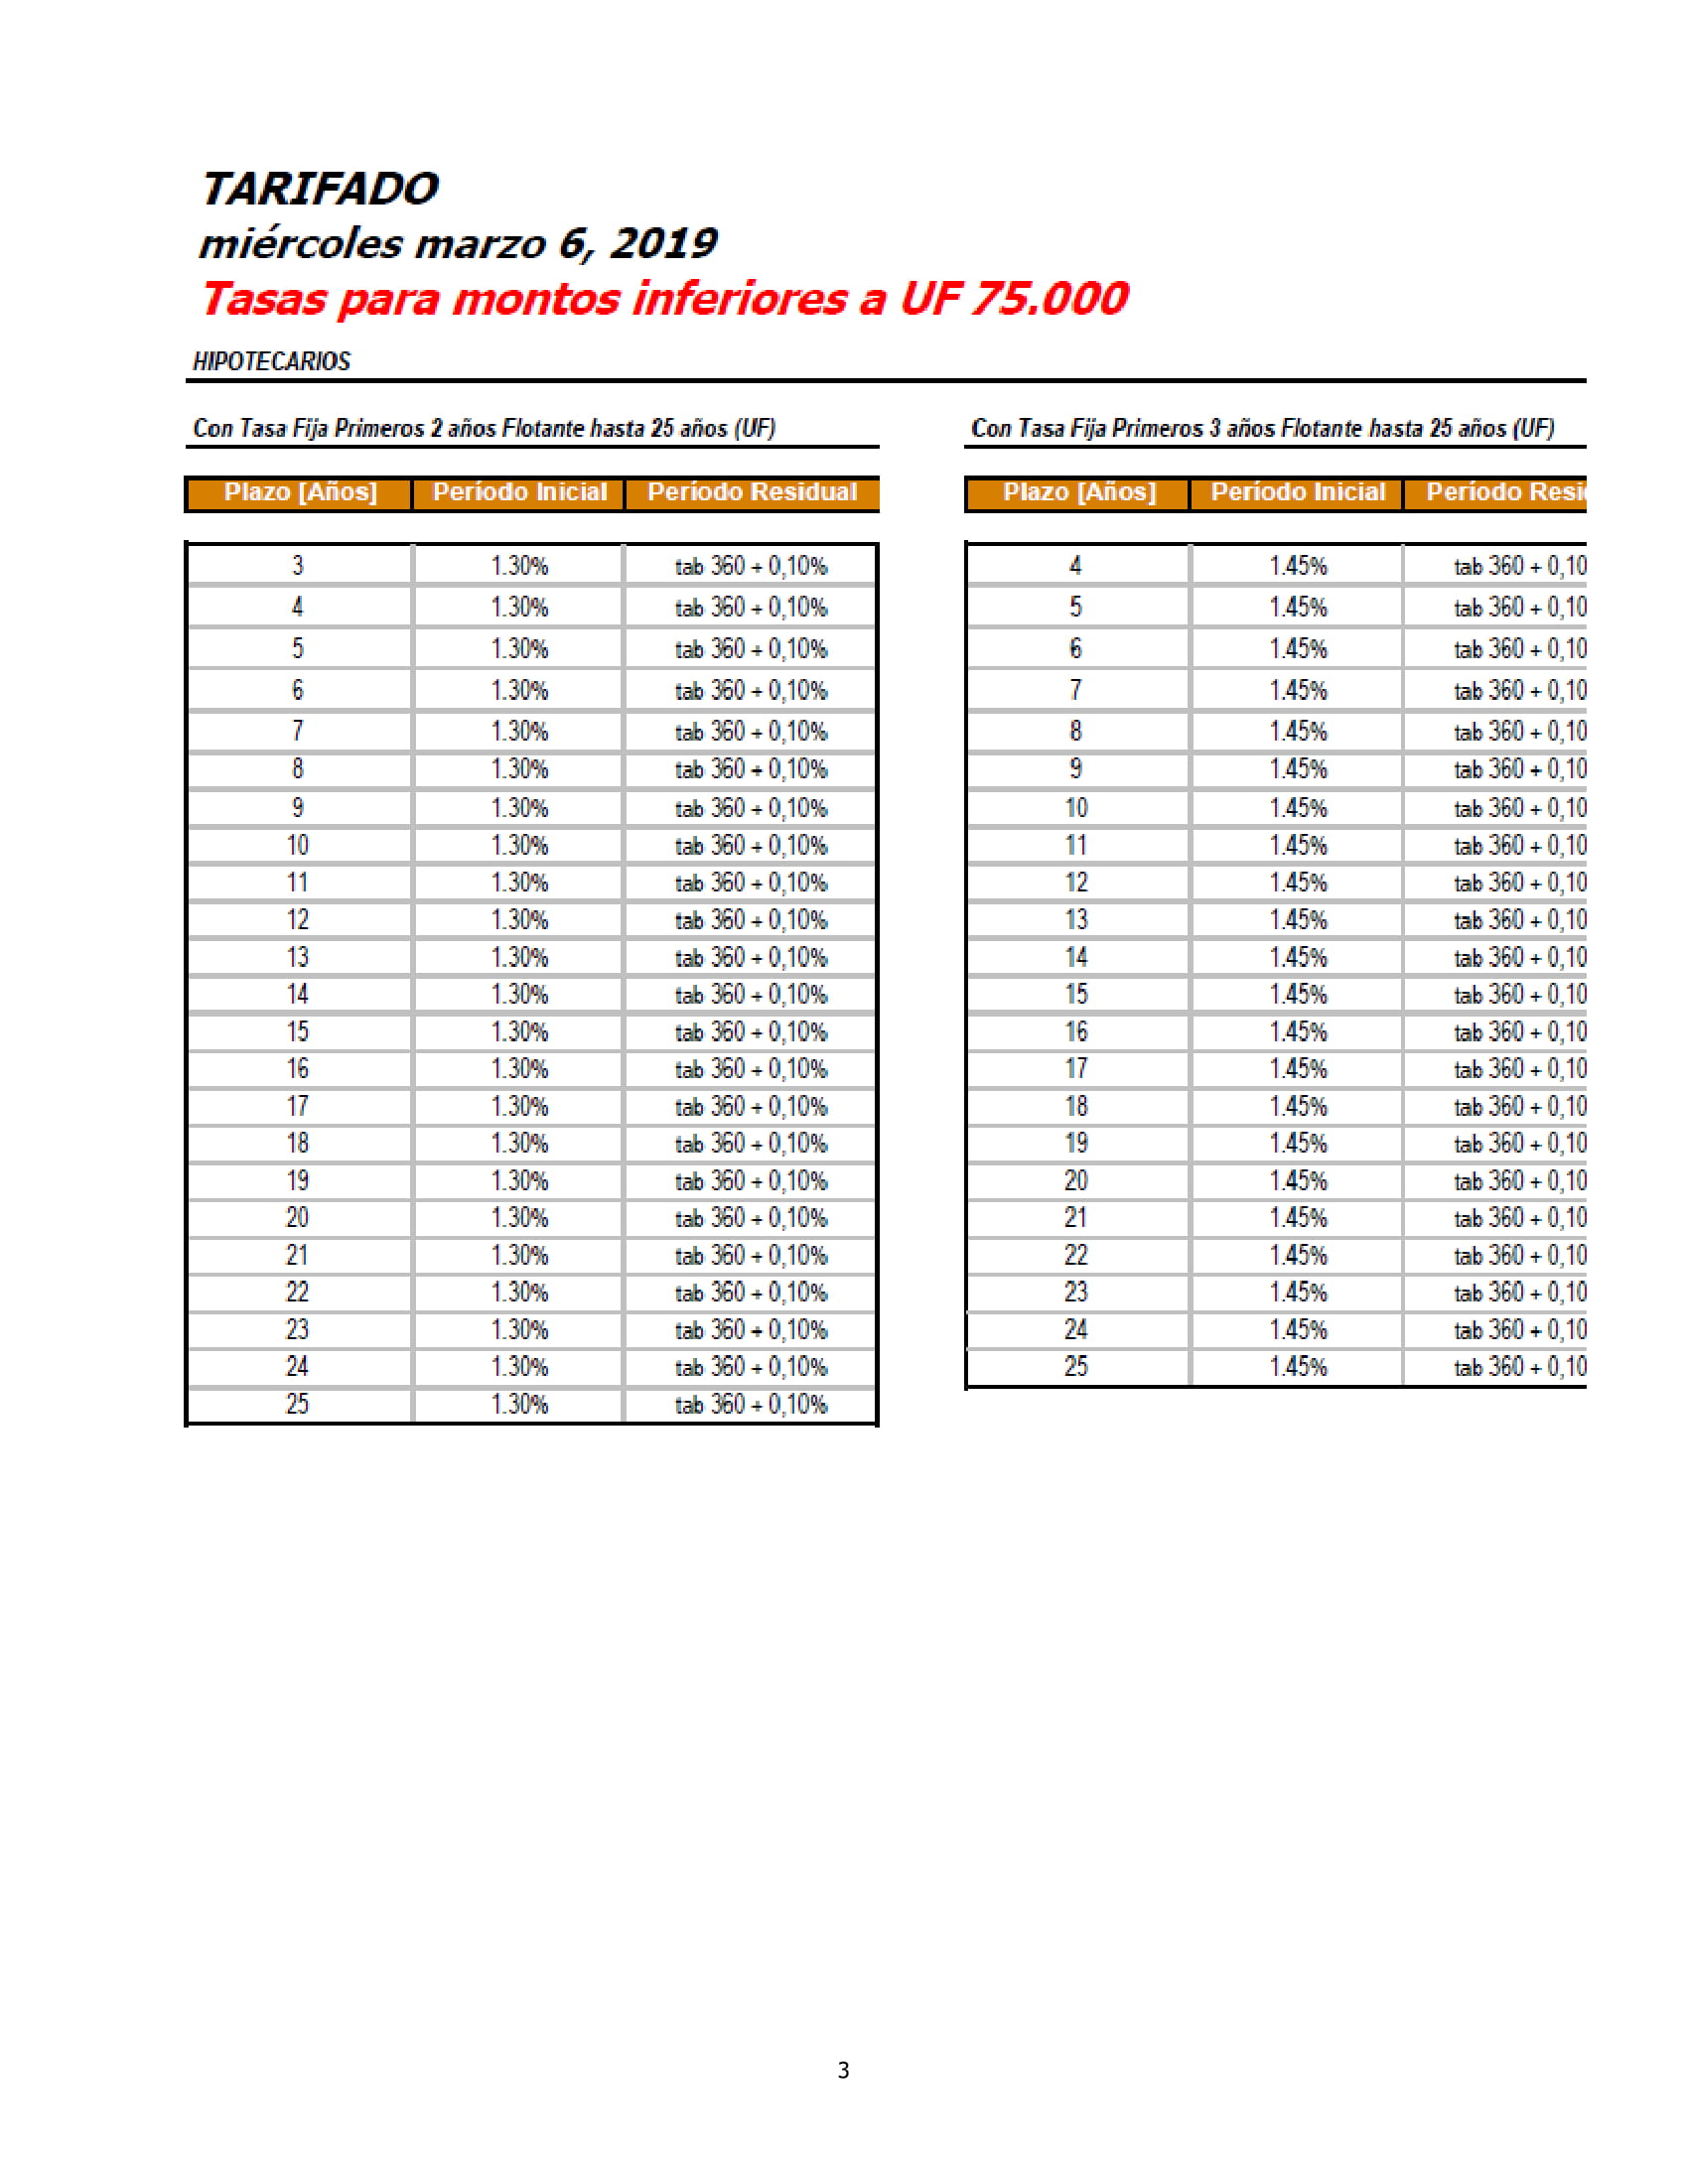 TARIFADO
miércoles marzo 6, 2019
Tasas para montos inferiores a UF 75.000
HIPOTECARIOS
Con Tasa Fija Primeros 2 años Flotante hasta 25 años (UF)
Plazo [Años] Período Inicial Período Residual
3 1.30% tab 360 + 0,10%
4 1.30% tab 360 + 0,10%
5 1.30% tab 360 + 0,10%
6 1.30% tab 360 + 0,10%
7 1.30% tab 360 + 0,10%
8 1.30% tab 360 + 0,10%
9 1.30% tab 360 + 0,10%
10 1.30% tab 360 + 0,10%
11 1.30% tab 360 + 0,10%
12 1.30% tab 360 + 0,10%
13 1.30% tab 360 + 0,10%
14 1.30% tab 360 + 0,10%
15 1.30% tab 360 + 0,10%
16 1.30% tab 360 + 0,10%
17 1.30% tab 360 + 0,10%
18 1.30% tab 360 + 0,10%
19 1.30% tab 360 + 0,10%
20 1.30% tab 360 + 0,10%
21 1.30% tab 360 + 0,10%
22 1.30% tab 360 + 0,10%
23 1.30% tab 360 + 0,10%
24 1.30% tab 360 + 0,10%
25 1.30% tab 360 + 0,10%
Con Tasa Fija Primeros 3 años Flotante hasta 25 años (UF)
Plazo [Años] Período Inicial Período Resi
4 1.45% tab 360 + 0,10
5 1.45% tab 360 + 0,10
6 1.45% tab 360 + 0,10
7 1.45% tab 360 + 0,10
8 1.45% tab 360 + 0,10
9 1.45% tab 360 + 0,10
10 1.45% tab 360 + 0,10
11 1.45% tab 360 + 0,10
12 1.45% tab 360 + 0,10
13 1.45% tab 360 + 0,10
14 1.45% tab 360 + 0,10
15 1.45% tab 360 + 0,10
16 1.45% tab 360 + 0,10
17 1.45% tab 360 + 0,10
18 1.45% tab 360 + 0,10
19 1.45% tab 360 + 0,10
20 1.45% tab 360 + 0,10
21 1.45% tab 360 + 0,10
22 1.45% tab 360 + 0,10
23 1.45% tab 360 + 0,10
24 1.45% tab 360 + 0,10
25 1.45% tab 360 + 0,10
3